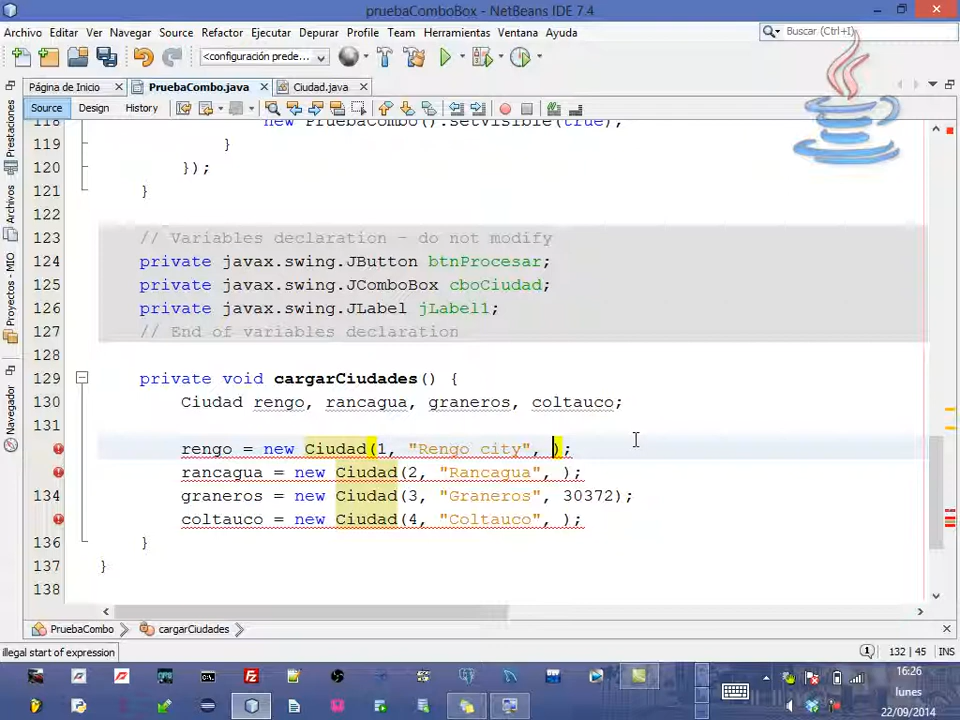 pruebaComboBox - NetBeans IDE 7.4
Archivo Editar Ver Navegar Source Refactor Ejecutar Depurar Profile Team Herramientas Ventana Ayuda
Buscar (Ctrl+I)
<configuración prede...
Página de Inicio PruebaCombo.java Ciudad.java
Source Design History
Prestaciones
Archivos
Proyectos - MIO
Navegador
118 new PruebaCombo().setVisible(true);
119 }
120 });
121 }
122
123 // Variables declaration - do not modify
124 private javax.swing.JButton btnProcesar;
125 private javax.swing.JComboBox cboCiudad;
126 private javax.swing.JLabel jLabel1;
127 // End of variables declaration
128
129 private void cargarCiudades() {
130 Ciudad rengo, rancagua, graneros, coltauco;
131
rengo = new Ciudad(1, "Rengo city", );
rancagua = new Ciudad(2, "Rancagua", );
134 graneros = new Ciudad(3, "Graneros", 30372);
coltauco = new Ciudad(4, "Coltauco", );
136 }
137 }
138
PruebaCombo cargarCiudades
illegal start of expression 1 132 | 45 INS
16:26
lunes
22/09/2014